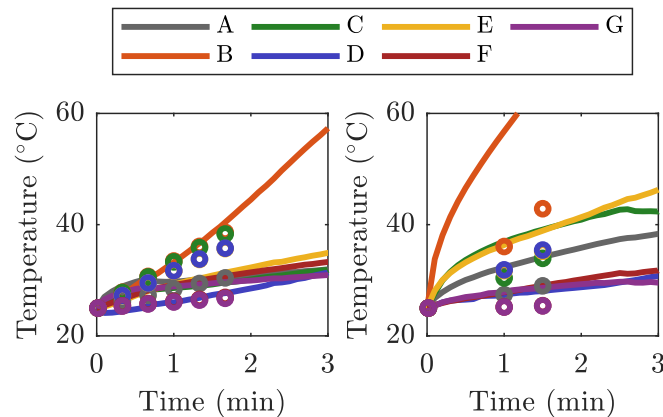 A C E G
B D F
60
40
20
0 1 2 3
Temperature (°C)
Time (min)
60
40
20
0 1 2 3
Temperature (°C)
Time (min)